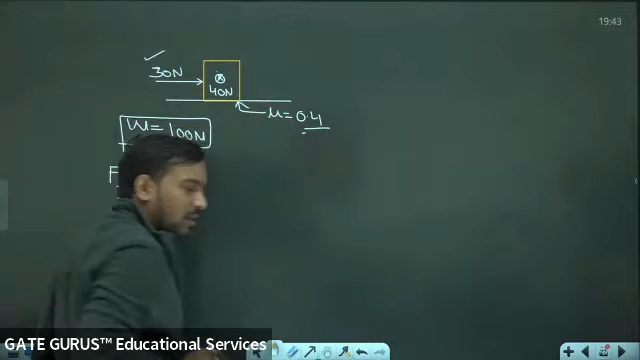 19:43
30N
40N
μ = 0.4
W = 100N
F
GATE GURUS™ Educational Services